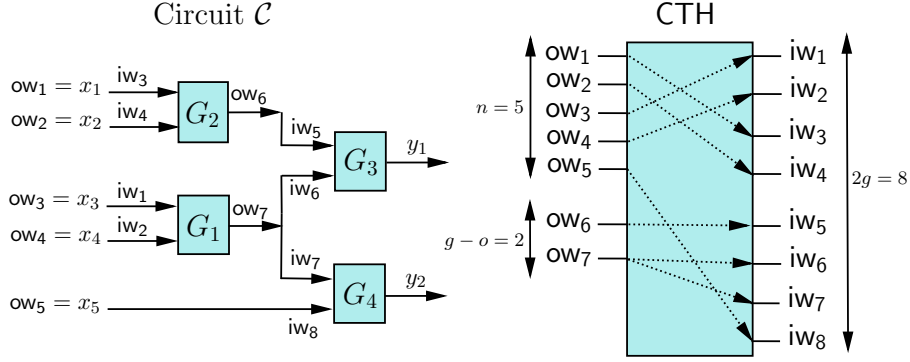 Circuit 𝒞
CTH
ow₁ = x₁
iw₃
ow₂ = x₂
iw₄
G₂
ow₆
iw₅
G₃
y₁
iw₆
ow₃ = x₃
iw₁
ow₄ = x₄
iw₂
G₁
ow₇
iw₇
G₄
y₂
ow₅ = x₅
iw₈
n = 5
g − o = 2
ow₁
ow₂
ow₃
ow₄
ow₅
ow₆
ow₇
iw₁
iw₂
iw₃
iw₄
iw₅
iw₆
iw₇
iw₈
2g = 8